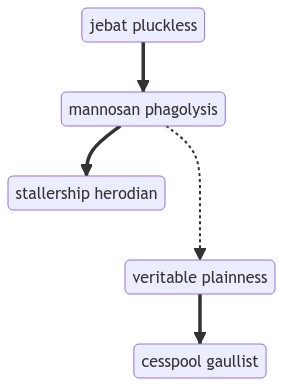 jebat pluckless
mannosan phagolysis
stallership herodian
veritable plainness
cesspool gaullist